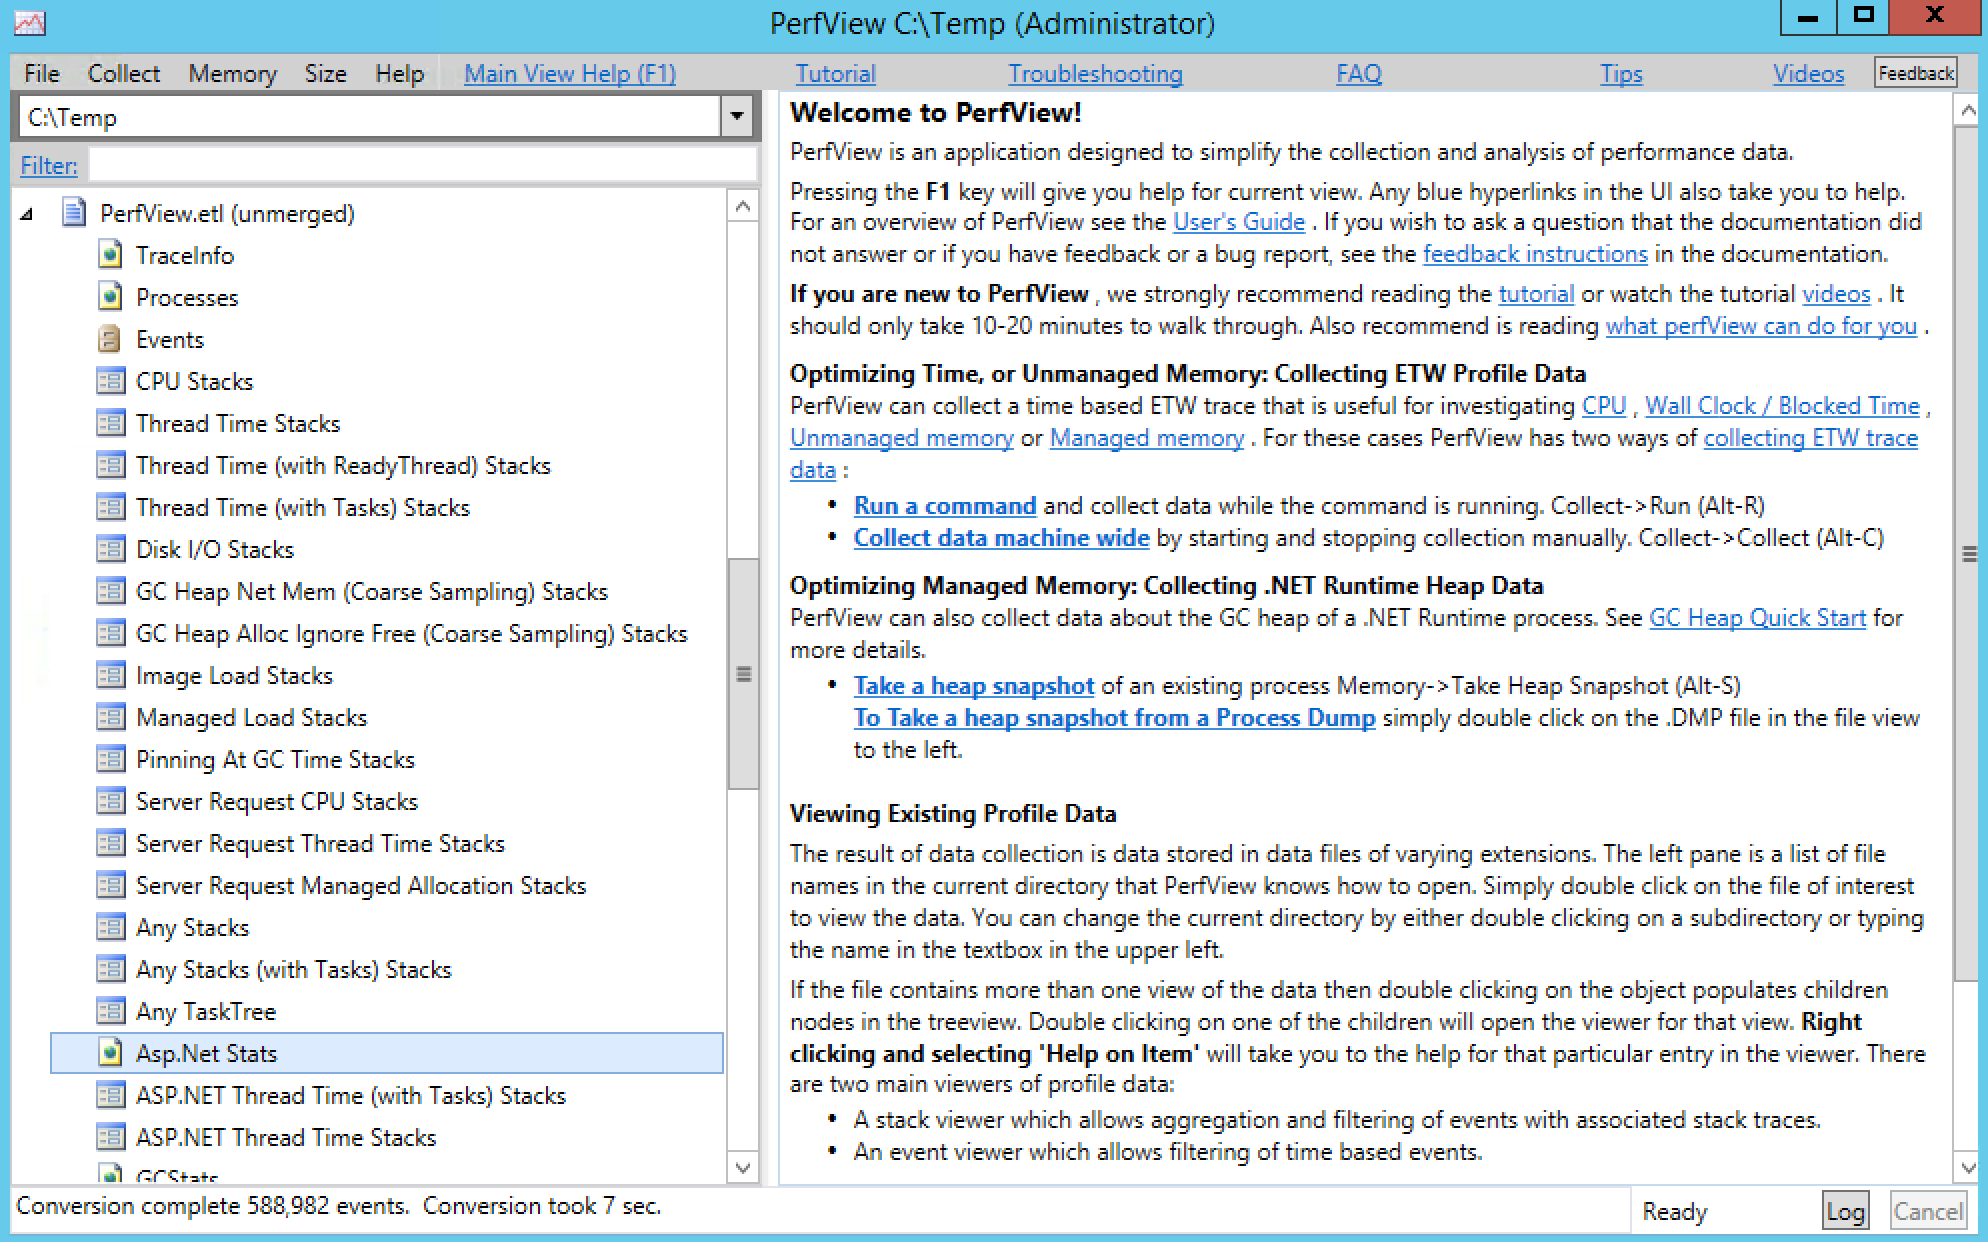 PerfView C:\Temp (Administrator)
File Collect Memory Size Help Main View Help (F1) Tutorial Troubleshooting FAQ Tips Videos Feedback
C:\Temp
Filter:
PerfView.etl (unmerged)
TraceInfo
Processes
Events
CPU Stacks
Thread Time Stacks
Thread Time (with ReadyThread) Stacks
Thread Time (with Tasks) Stacks
Disk I/O Stacks
GC Heap Net Mem (Coarse Sampling) Stacks
GC Heap Alloc Ignore Free (Coarse Sampling) Stacks
Image Load Stacks
Managed Load Stacks
Pinning At GC Time Stacks
Server Request CPU Stacks
Server Request Thread Time Stacks
Server Request Managed Allocation Stacks
Any Stacks
Any Stacks (with Tasks) Stacks
Any TaskTree
Asp.Net Stats
ASP.NET Thread Time (with Tasks) Stacks
ASP.NET Thread Time Stacks
GCStats
Welcome to PerfView!
PerfView is an application designed to simplify the collection and analysis of performance data.
Pressing the F1 key will give you help for current view. Any blue hyperlinks in the UI also take you to help.
For an overview of PerfView see the User's Guide . If you wish to ask a question that the documentation did
not answer or if you have feedback or a bug report, see the feedback instructions in the documentation.
If you are new to PerfView , we strongly recommend reading the tutorial or watch the tutorial videos . It
should only take 10-20 minutes to walk through. Also recommend is reading what perfView can do for you .
Optimizing Time, or Unmanaged Memory: Collecting ETW Profile Data
PerfView can collect a time based ETW trace that is useful for investigating CPU , Wall Clock / Blocked Time ,
Unmanaged memory or Managed memory . For these cases PerfView has two ways of collecting ETW trace
data :
• Run a command and collect data while the command is running. Collect->Run (Alt-R)
• Collect data machine wide by starting and stopping collection manually. Collect->Collect (Alt-C)
Optimizing Managed Memory: Collecting .NET Runtime Heap Data
PerfView can also collect data about the GC heap of a .NET Runtime process. See GC Heap Quick Start for
more details.
• Take a heap snapshot of an existing process Memory->Take Heap Snapshot (Alt-S)
To Take a heap snapshot from a Process Dump simply double click on the .DMP file in the file view
to the left.
Viewing Existing Profile Data
The result of data collection is data stored in data files of varying extensions. The left pane is a list of file
names in the current directory that PerfView knows how to open. Simply double click on the file of interest
to view the data. You can change the current directory by either double clicking on a subdirectory or typing
the name in the textbox in the upper left.
If the file contains more than one view of the data then double clicking on the object populates children
nodes in the treeview. Double clicking on one of the children will open the viewer for that view. Right
clicking and selecting 'Help on Item' will take you to the help for that particular entry in the viewer. There
are two main viewers of profile data:
• A stack viewer which allows aggregation and filtering of events with associated stack traces.
• An event viewer which allows filtering of time based events.
Conversion complete 588,982 events. Conversion took 7 sec.
Ready Log Cancel